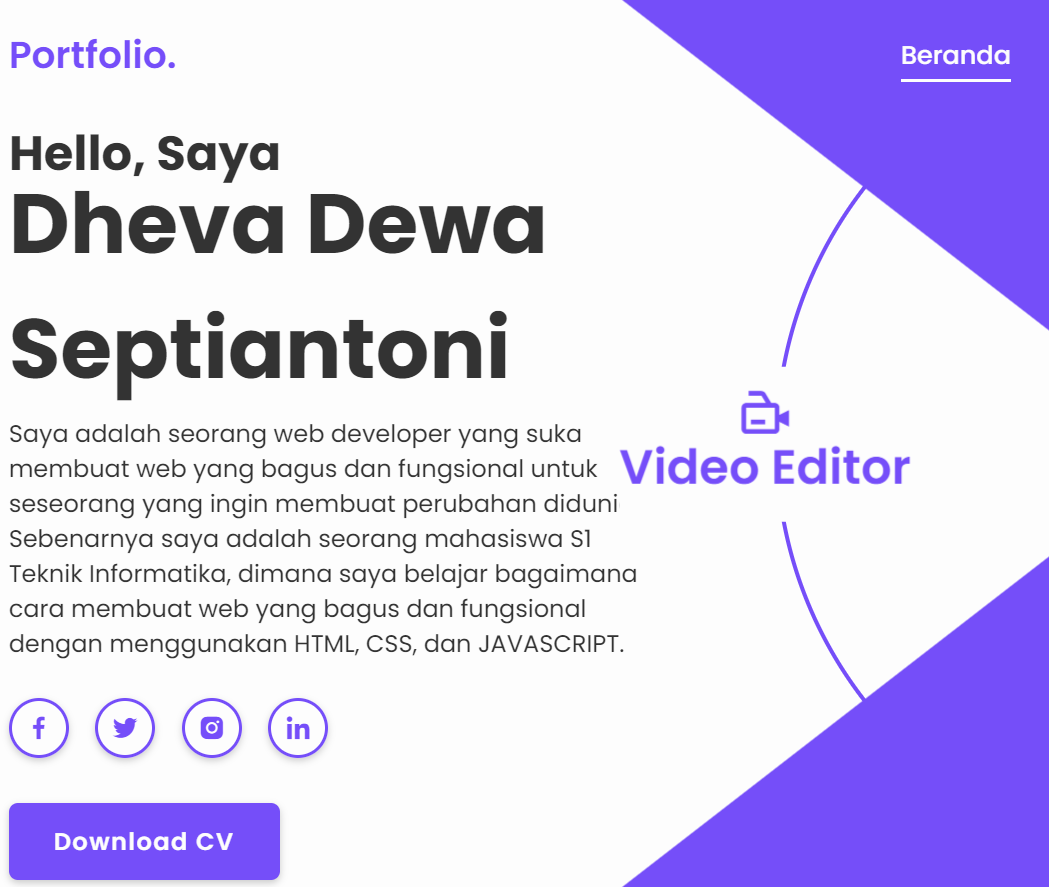 Portfolio.
Beranda
Hello, Saya
Dheva Dewa
Septiantoni
Saya adalah seorang web developer yang suka
membuat web yang bagus dan fungsional untuk
seseorang yang ingin membuat perubahan diduni
Sebenarnya saya adalah seorang mahasiswa S1
Teknik Informatika, dimana saya belajar bagaimana
cara membuat web yang bagus dan fungsional
dengan menggunakan HTML, CSS, dan JAVASCRIPT.
Video Editor
Download CV